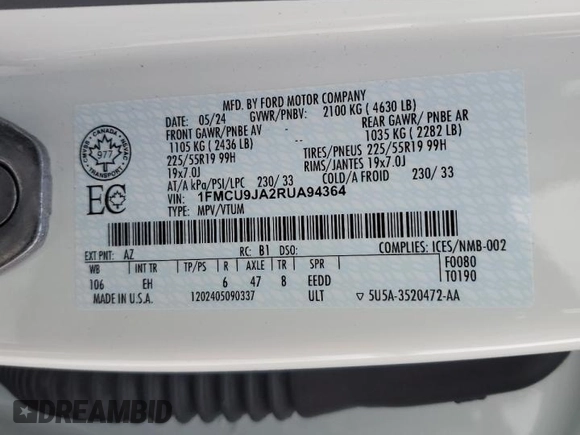 MFD. BY FORD MOTOR COMPANY
DATE: 05/24 GVWR/PNBV: 2100 KG ( 4630 LB)
FRONT GAWR/PNBE AV REAR GAWR/ PNBE AR
1105 KG ( 2436 LB) 1035 KG ( 2282 LB)
225/55R19 99H TIRES/PNEUS 225/55R19 99H
19x7.0J RIMS/JANTES 19x7.0J
AT/A kPa/PSI/LPC 230/ 33 COLD/A FROID 230/ 33
VIN: 1FMCU9JA2RUA94364
TYPE: MPV/VTUM
CANADA
977
TRANSPORT
EC
EXT PNT: AZ RC: B1 DSO: COMPLIES: ICES/NMB-002
WB INT TR TP/PS R AXLE TR SPR F0080
106 EH 6 47 8 EEDD T0190
MADE IN U.S.A. 1202405090337 ULT ▽ 5U5A-3520472-AA
DREAMBID